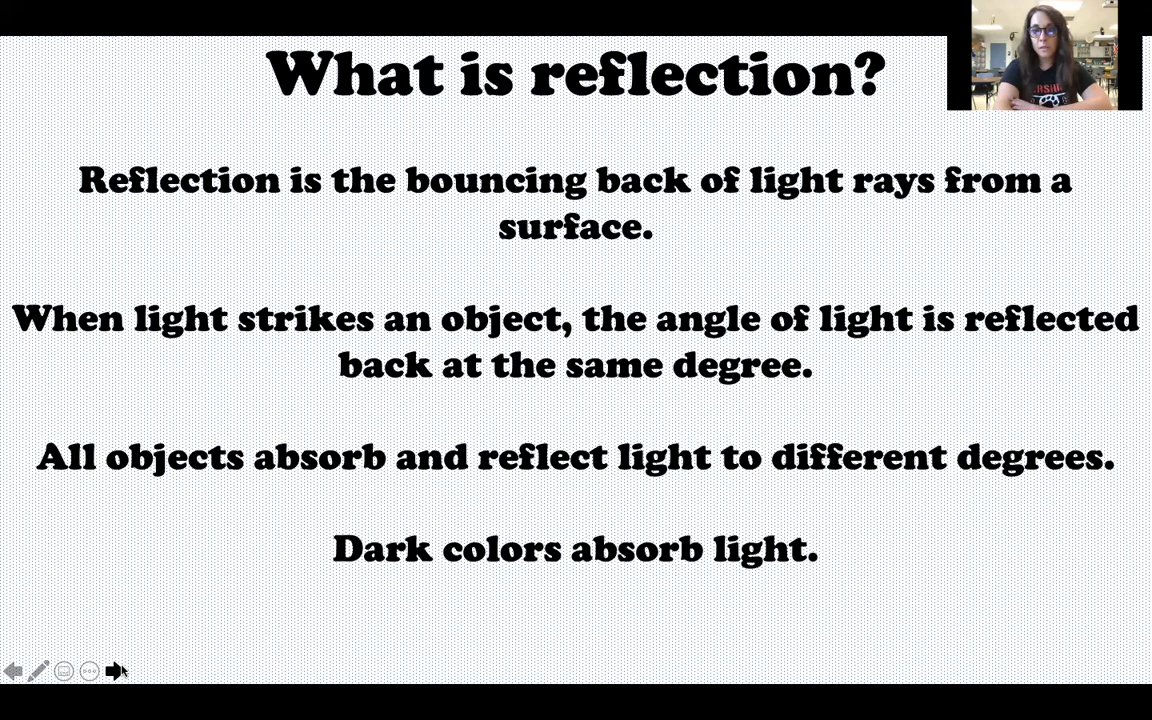 What is reflection?
Reflection is the bouncing back of light rays from a
surface.
When light strikes an object, the angle of light is reflected
back at the same degree.
All objects absorb and reflect light to different degrees.
Dark colors absorb light.